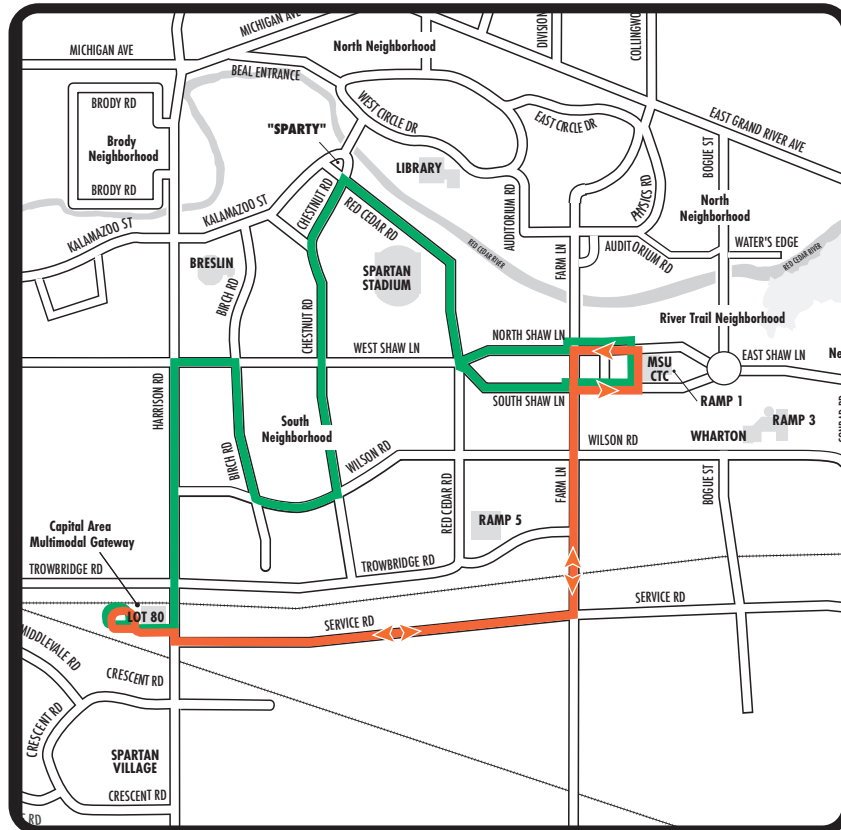 MICHIGAN AVE
DIVISION
COLLINGWO
MICHIGAN AVE
North Neighborhood
BEAL ENTRANCE
BRODY RD
WEST CIRCLE DR
EAST CIRCLE DR
EAST GRAND RIVER AVE
"SPARTY"
Brody
Neighborhood
BOGUE ST
LIBRARY
BRODY RD
CHESTNUT RD
RED CEDAR RD
AUDITORIUM RD
PHYSICS RD
North
Neighborhood
KALAMAZOO ST
KALAMAZOO ST
AUDITORIUM RD
WATER'S EDGE
RED CEDAR RIVER
RED CEDAR RIVER
FARM LN
BRESLIN
SPARTAN
STADIUM
BIRCH RD
CHESTNUT RD
River Trail Neighborhood
NORTH SHAW LN
WEST SHAW LN
EAST SHAW LN
Ne
MSU
CTC
SOUTH SHAW LN
RAMP 1
HARRISON RD
South
Neighborhood
RAMP 3
WILSON RD
WHARTON
BIRCH RD
WILSON RD
RED CEDAR RD
FARM LN
BOGUE ST
RAMP 5
Capital Area
Multimodal Gateway
TROWBRIDGE RD
TROWBRIDGE RD
SERVICE RD
LOT 80
SERVICE RD
MIDDLEVALE RD
CRESCENT RD
CRESCENT RD
SPARTAN
VILLAGE
CRESCENT RD
RD